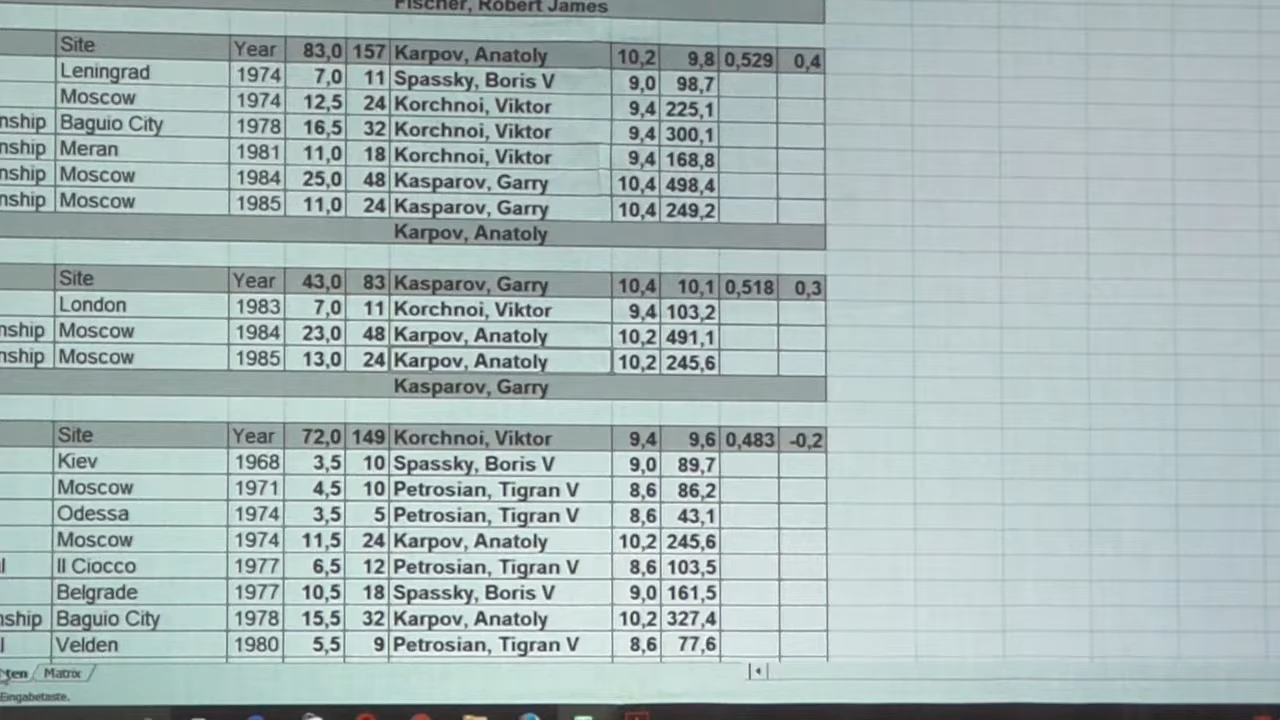 Fischer, Robert James
Site Year 83,0 157 Karpov, Anatoly 10,2 9,8 0,529 0,4
Leningrad 1974 7,0 11 Spassky, Boris V 9,0 98,7
Moscow 1974 12,5 24 Korchnoi, Viktor 9,4 225,1
nship Baguio City 1978 16,5 32 Korchnoi, Viktor 9,4 300,1
nship Meran 1981 11,0 18 Korchnoi, Viktor 9,4 168,8
nship Moscow 1984 25,0 48 Kasparov, Garry 10,4 498,4
nship Moscow 1985 11,0 24 Kasparov, Garry 10,4 249,2
Karpov, Anatoly
Site Year 43,0 83 Kasparov, Garry 10,4 10,1 0,518 0,3
London 1983 7,0 11 Korchnoi, Viktor 9,4 103,2
nship Moscow 1984 23,0 48 Karpov, Anatoly 10,2 491,1
nship Moscow 1985 13,0 24 Karpov, Anatoly 10,2 245,6
Kasparov, Garry
Site Year 72,0 149 Korchnoi, Viktor 9,4 9,6 0,483 -0,2
Kiev 1968 3,5 10 Spassky, Boris V 9,0 89,7
Moscow 1971 4,5 10 Petrosian, Tigran V 8,6 86,2
Odessa 1974 3,5 5 Petrosian, Tigran V 8,6 43,1
Moscow 1974 11,5 24 Karpov, Anatoly 10,2 245,6
l Il Ciocco 1977 6,5 12 Petrosian, Tigran V 8,6 103,5
Belgrade 1977 10,5 18 Spassky, Boris V 9,0 161,5
nship Baguio City 1978 15,5 32 Karpov, Anatoly 10,2 327,4
l Velden 1980 5,5 9 Petrosian, Tigran V 8,6 77,6
ten Matrix
Eingabetaste.